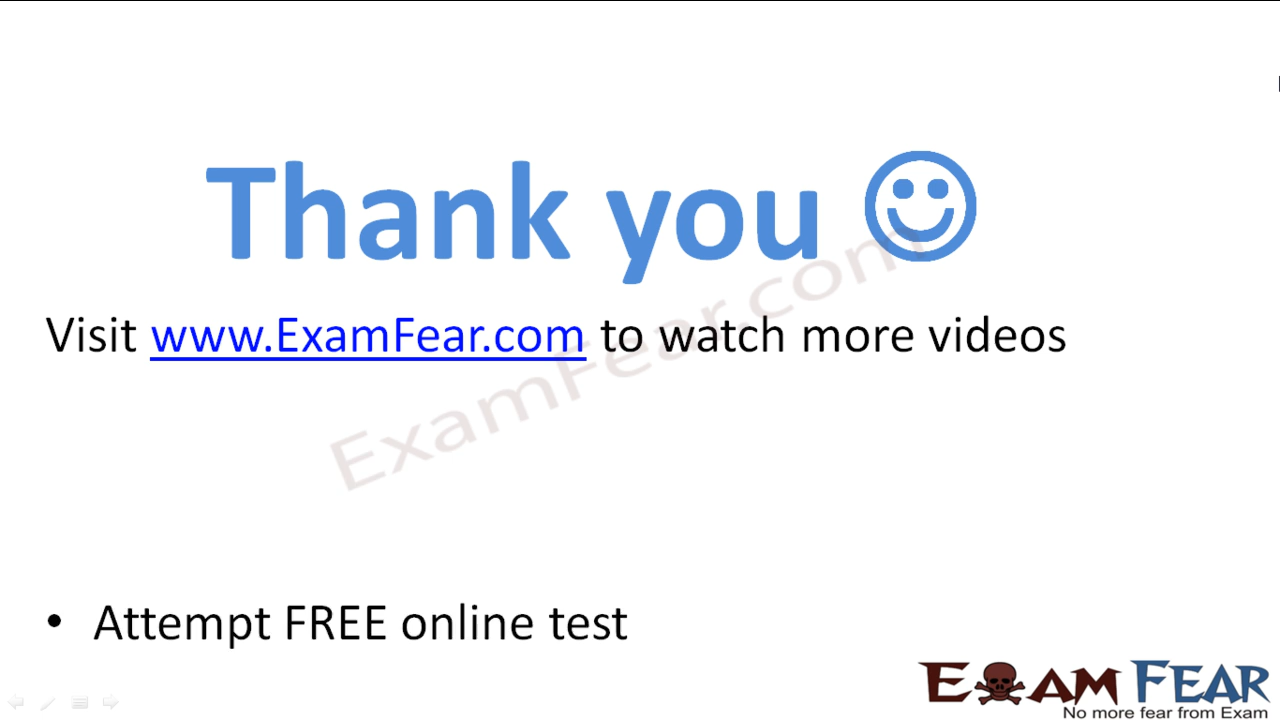 Thank you
Visit www.ExamFear.com to watch more videos
ExamFear.com
• Attempt FREE online test
EXAM FEAR
No more fear from Exam